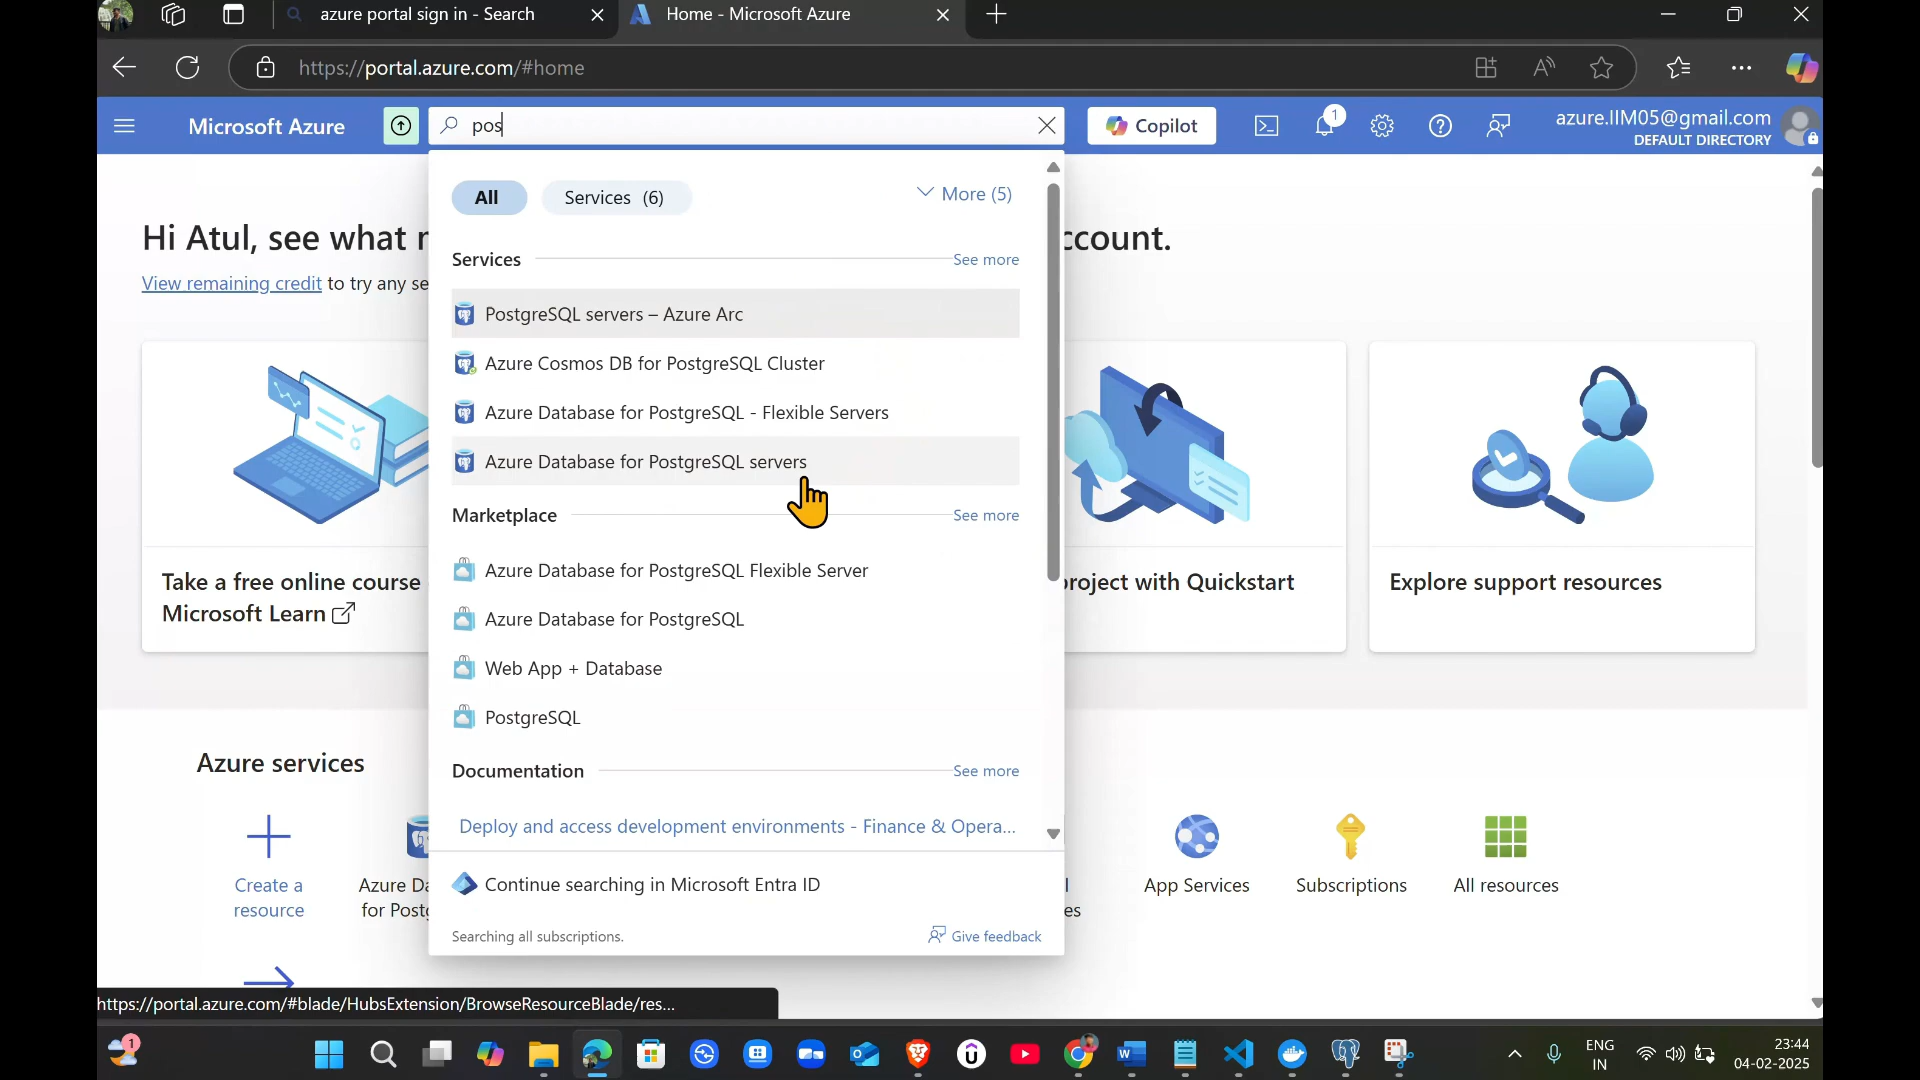 azure portal sign in - Search
Home - Microsoft Azure
https://portal.azure.com/#home
Microsoft Azure
pos
Copilot
1
azure.IIM05@gmail.com
DEFAULT DIRECTORY
All
Services (6)
More (5)
Hi Atul, see what
ccount.
Services
See more
View remaining credit to try any se
PostgreSQL servers – Azure Arc
Azure Cosmos DB for PostgreSQL Cluster
Azure Database for PostgreSQL - Flexible Servers
Azure Database for PostgreSQL servers
Marketplace
See more
Azure Database for PostgreSQL Flexible Server
Azure Database for PostgreSQL
Web App + Database
PostgreSQL
Take a free online course
Microsoft Learn
project with Quickstart
Explore support resources
Documentation
See more
Deploy and access development environments - Finance & Opera...
Continue searching in Microsoft Entra ID
Searching all subscriptions.
Give feedback
Azure services
Create a
resource
Azure Da
for Postg
es
App Services
Subscriptions
All resources
https://portal.azure.com/#blade/HubsExtension/BrowseResourceBlade/res...
1
ENG
IN
23:44
04-02-2025